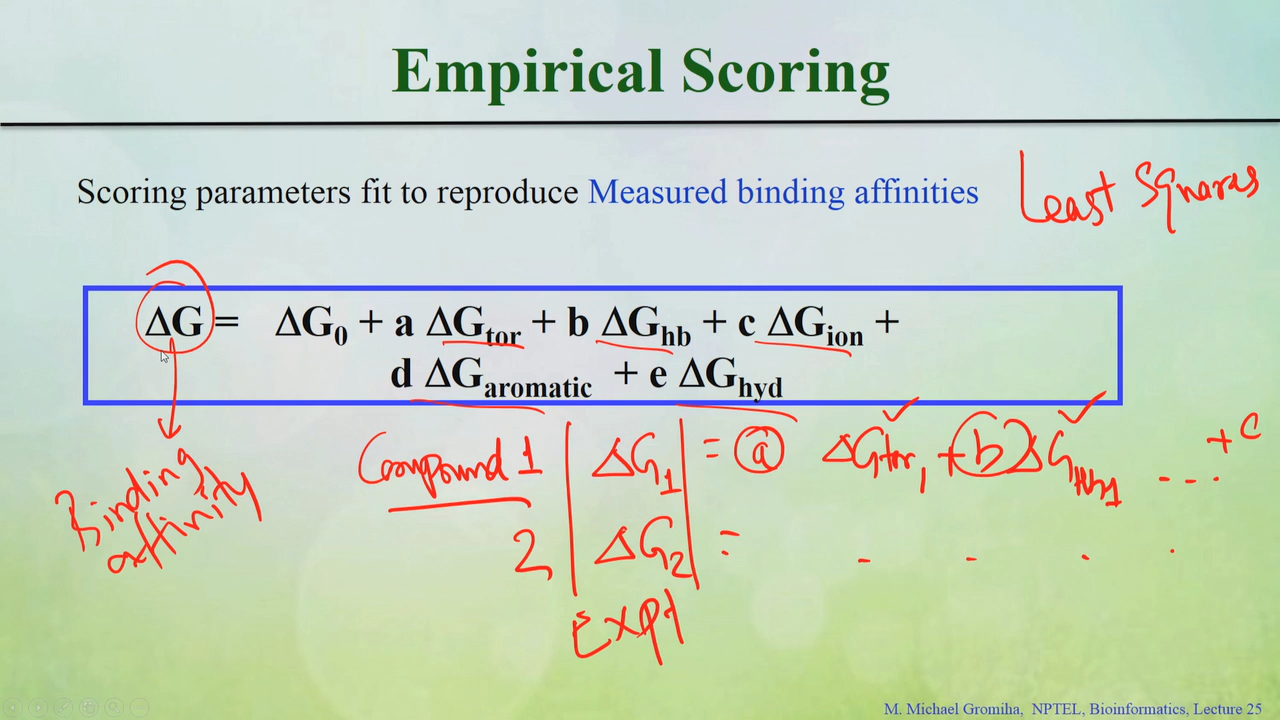 Empirical Scoring
Scoring parameters fit to reproduce Measured binding affinities
Least Squares
ΔG = ΔG0 + a ΔGtor + b ΔGhb + c ΔGion +
d ΔGaromatic + e ΔGhyd
Binding
affinity
Compound 1 ΔG1 = a ΔGtor1 + b ΔGHb1 ... + c
2 ΔG2 = - - - .
Expt
M. Michael Gromiha, NPTEL, Bioinformatics, Lecture 25